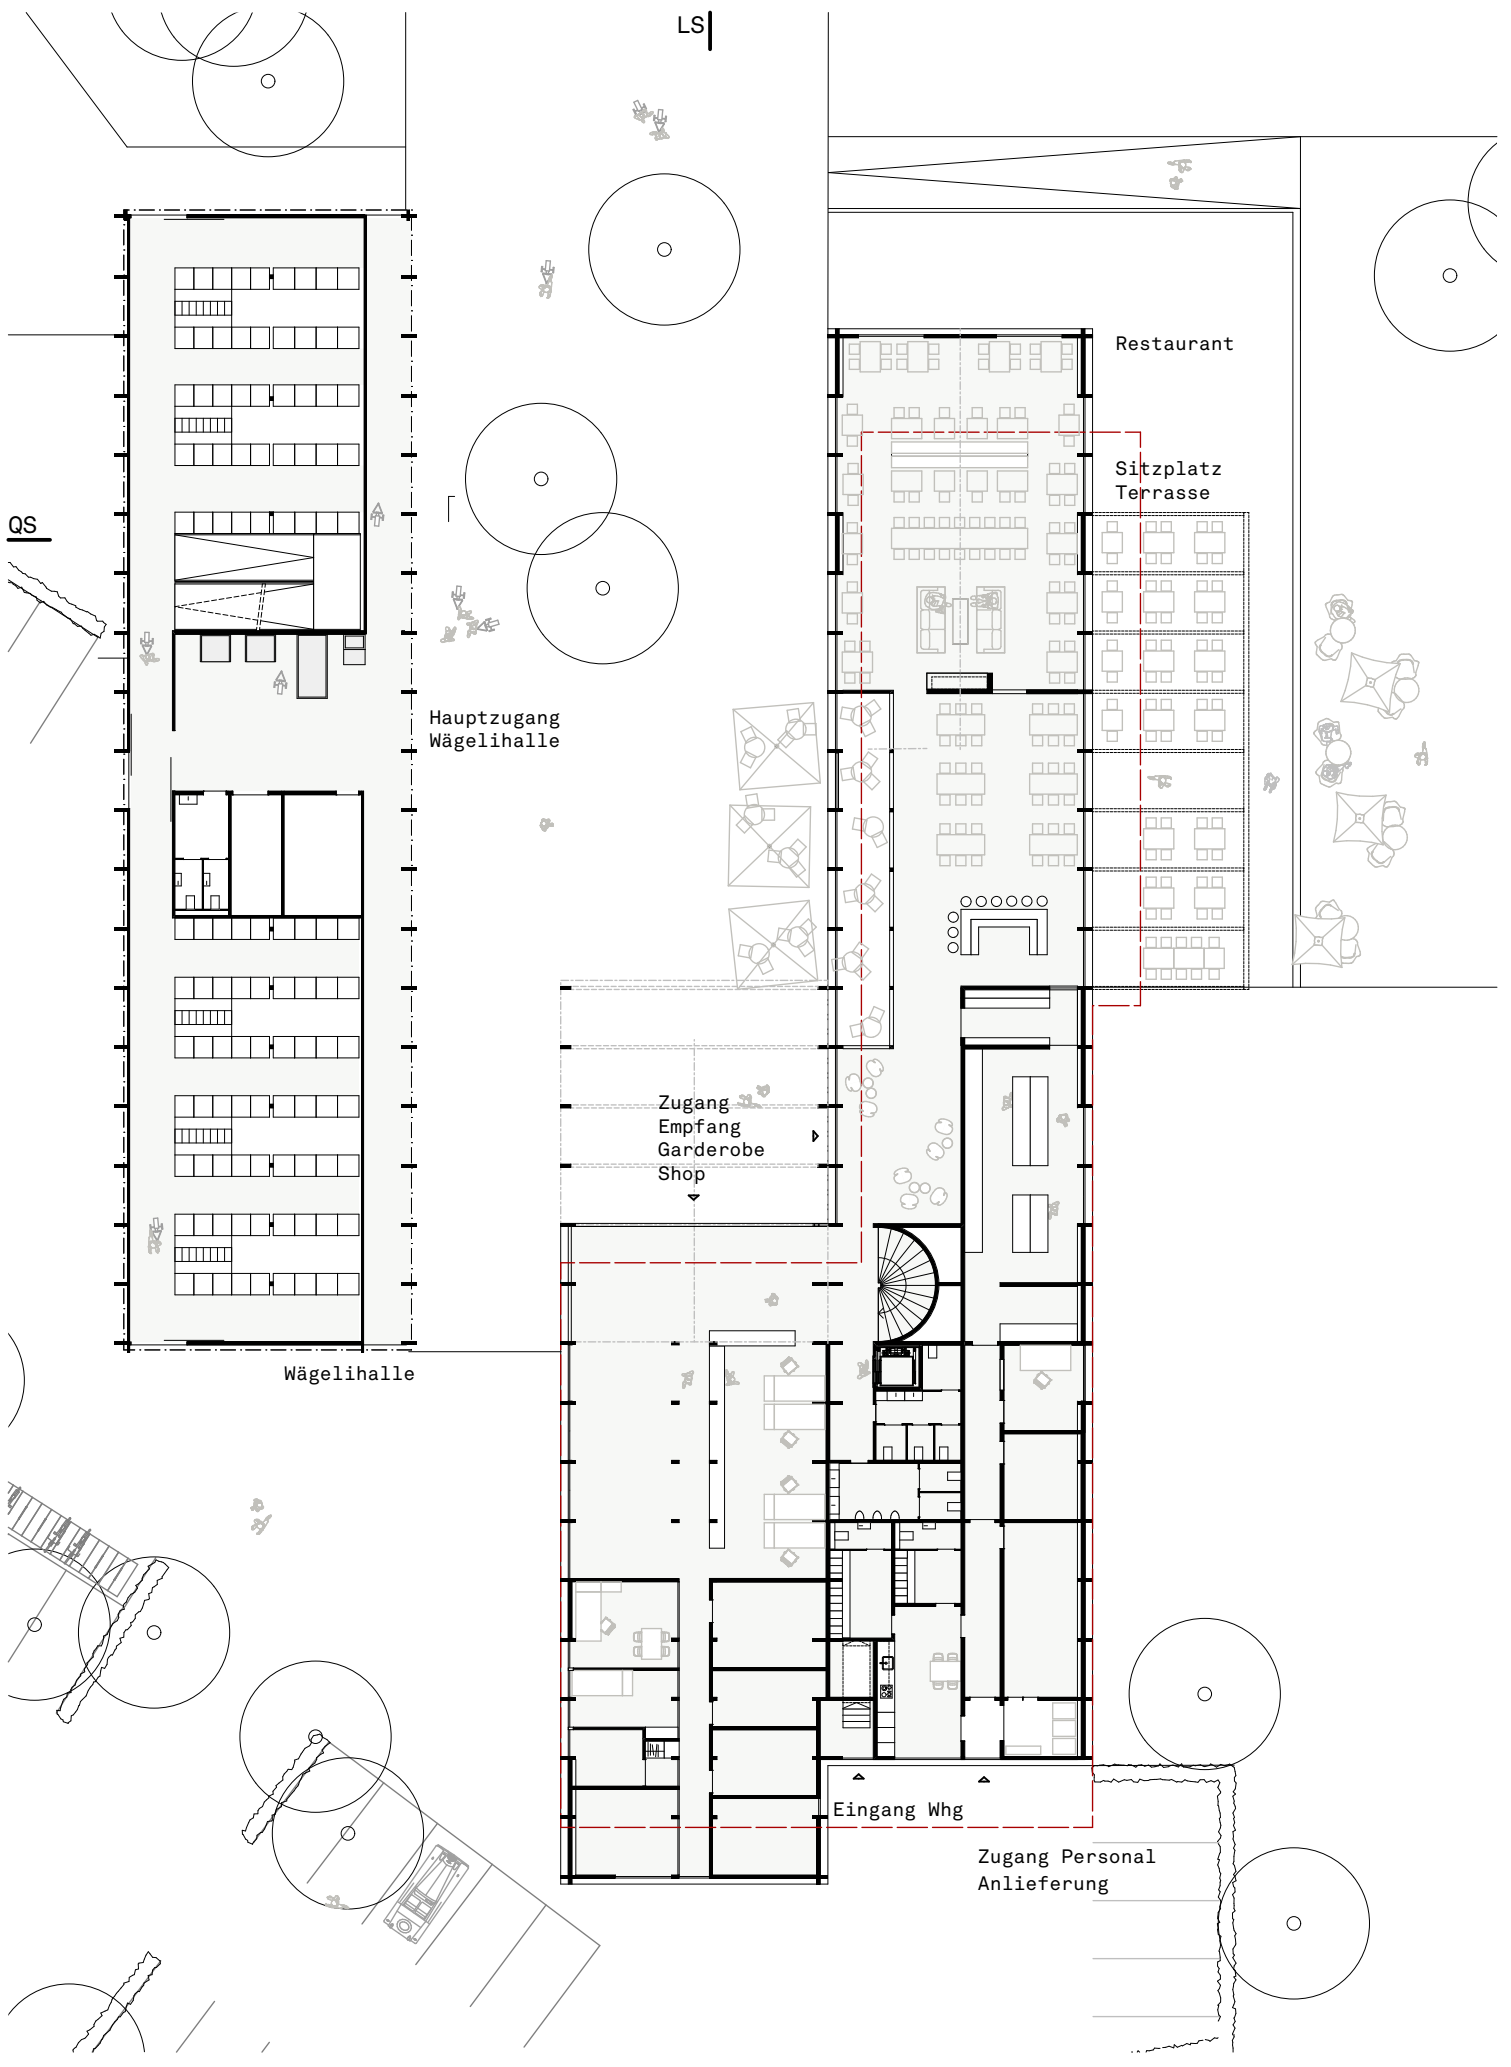 LS
Restaurant
Sitzplatz
Terrasse
QS
Hauptzugang
Wägelihalle
Zugang
Empfang
Garderobe
Shop
Wägelihalle
Eingang Whg
Zugang Personal
Anlieferung